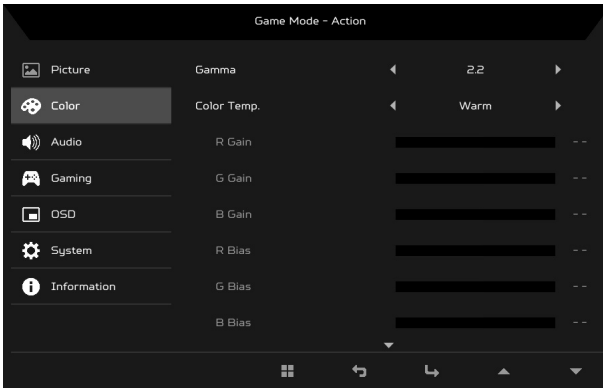 Game Mode - Action
Picture
Gamma 2.2
Color
Color Temp. Warm
Audio
R Gain --
Gaming
G Gain --
OSD
B Gain --
System
R Bias --
Information
G Bias --
B Bias --